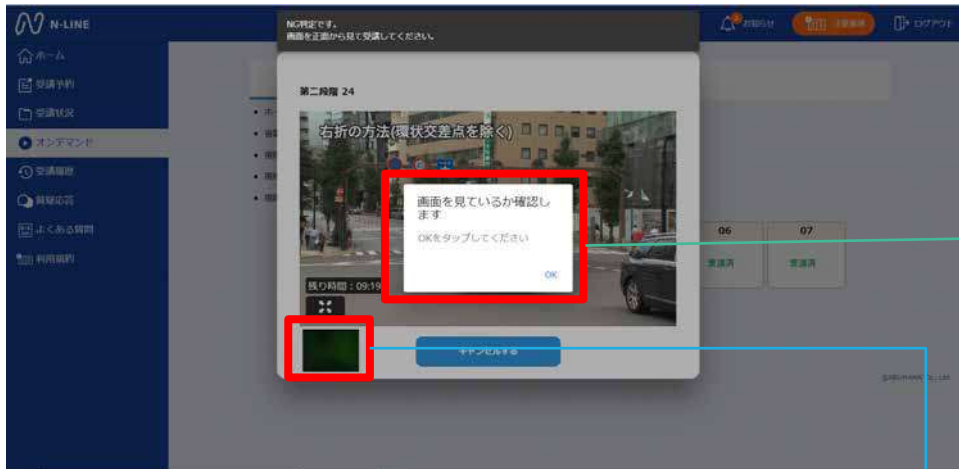 N-LINE
NG判定です。
画面を正面から見て受講してください。
お知らせ
ログアウト
ホーム
受講予約
受講状況
オンデマンド
受講履歴
質疑応答
よくある質問
利用規約
第二段階 24
右折の方法(環状交差点を除く)
画面を見ているか確認し
ます
OKをタップしてください
OK
残り時間：09:19
キャンセルする
06
07
受講済
受講済